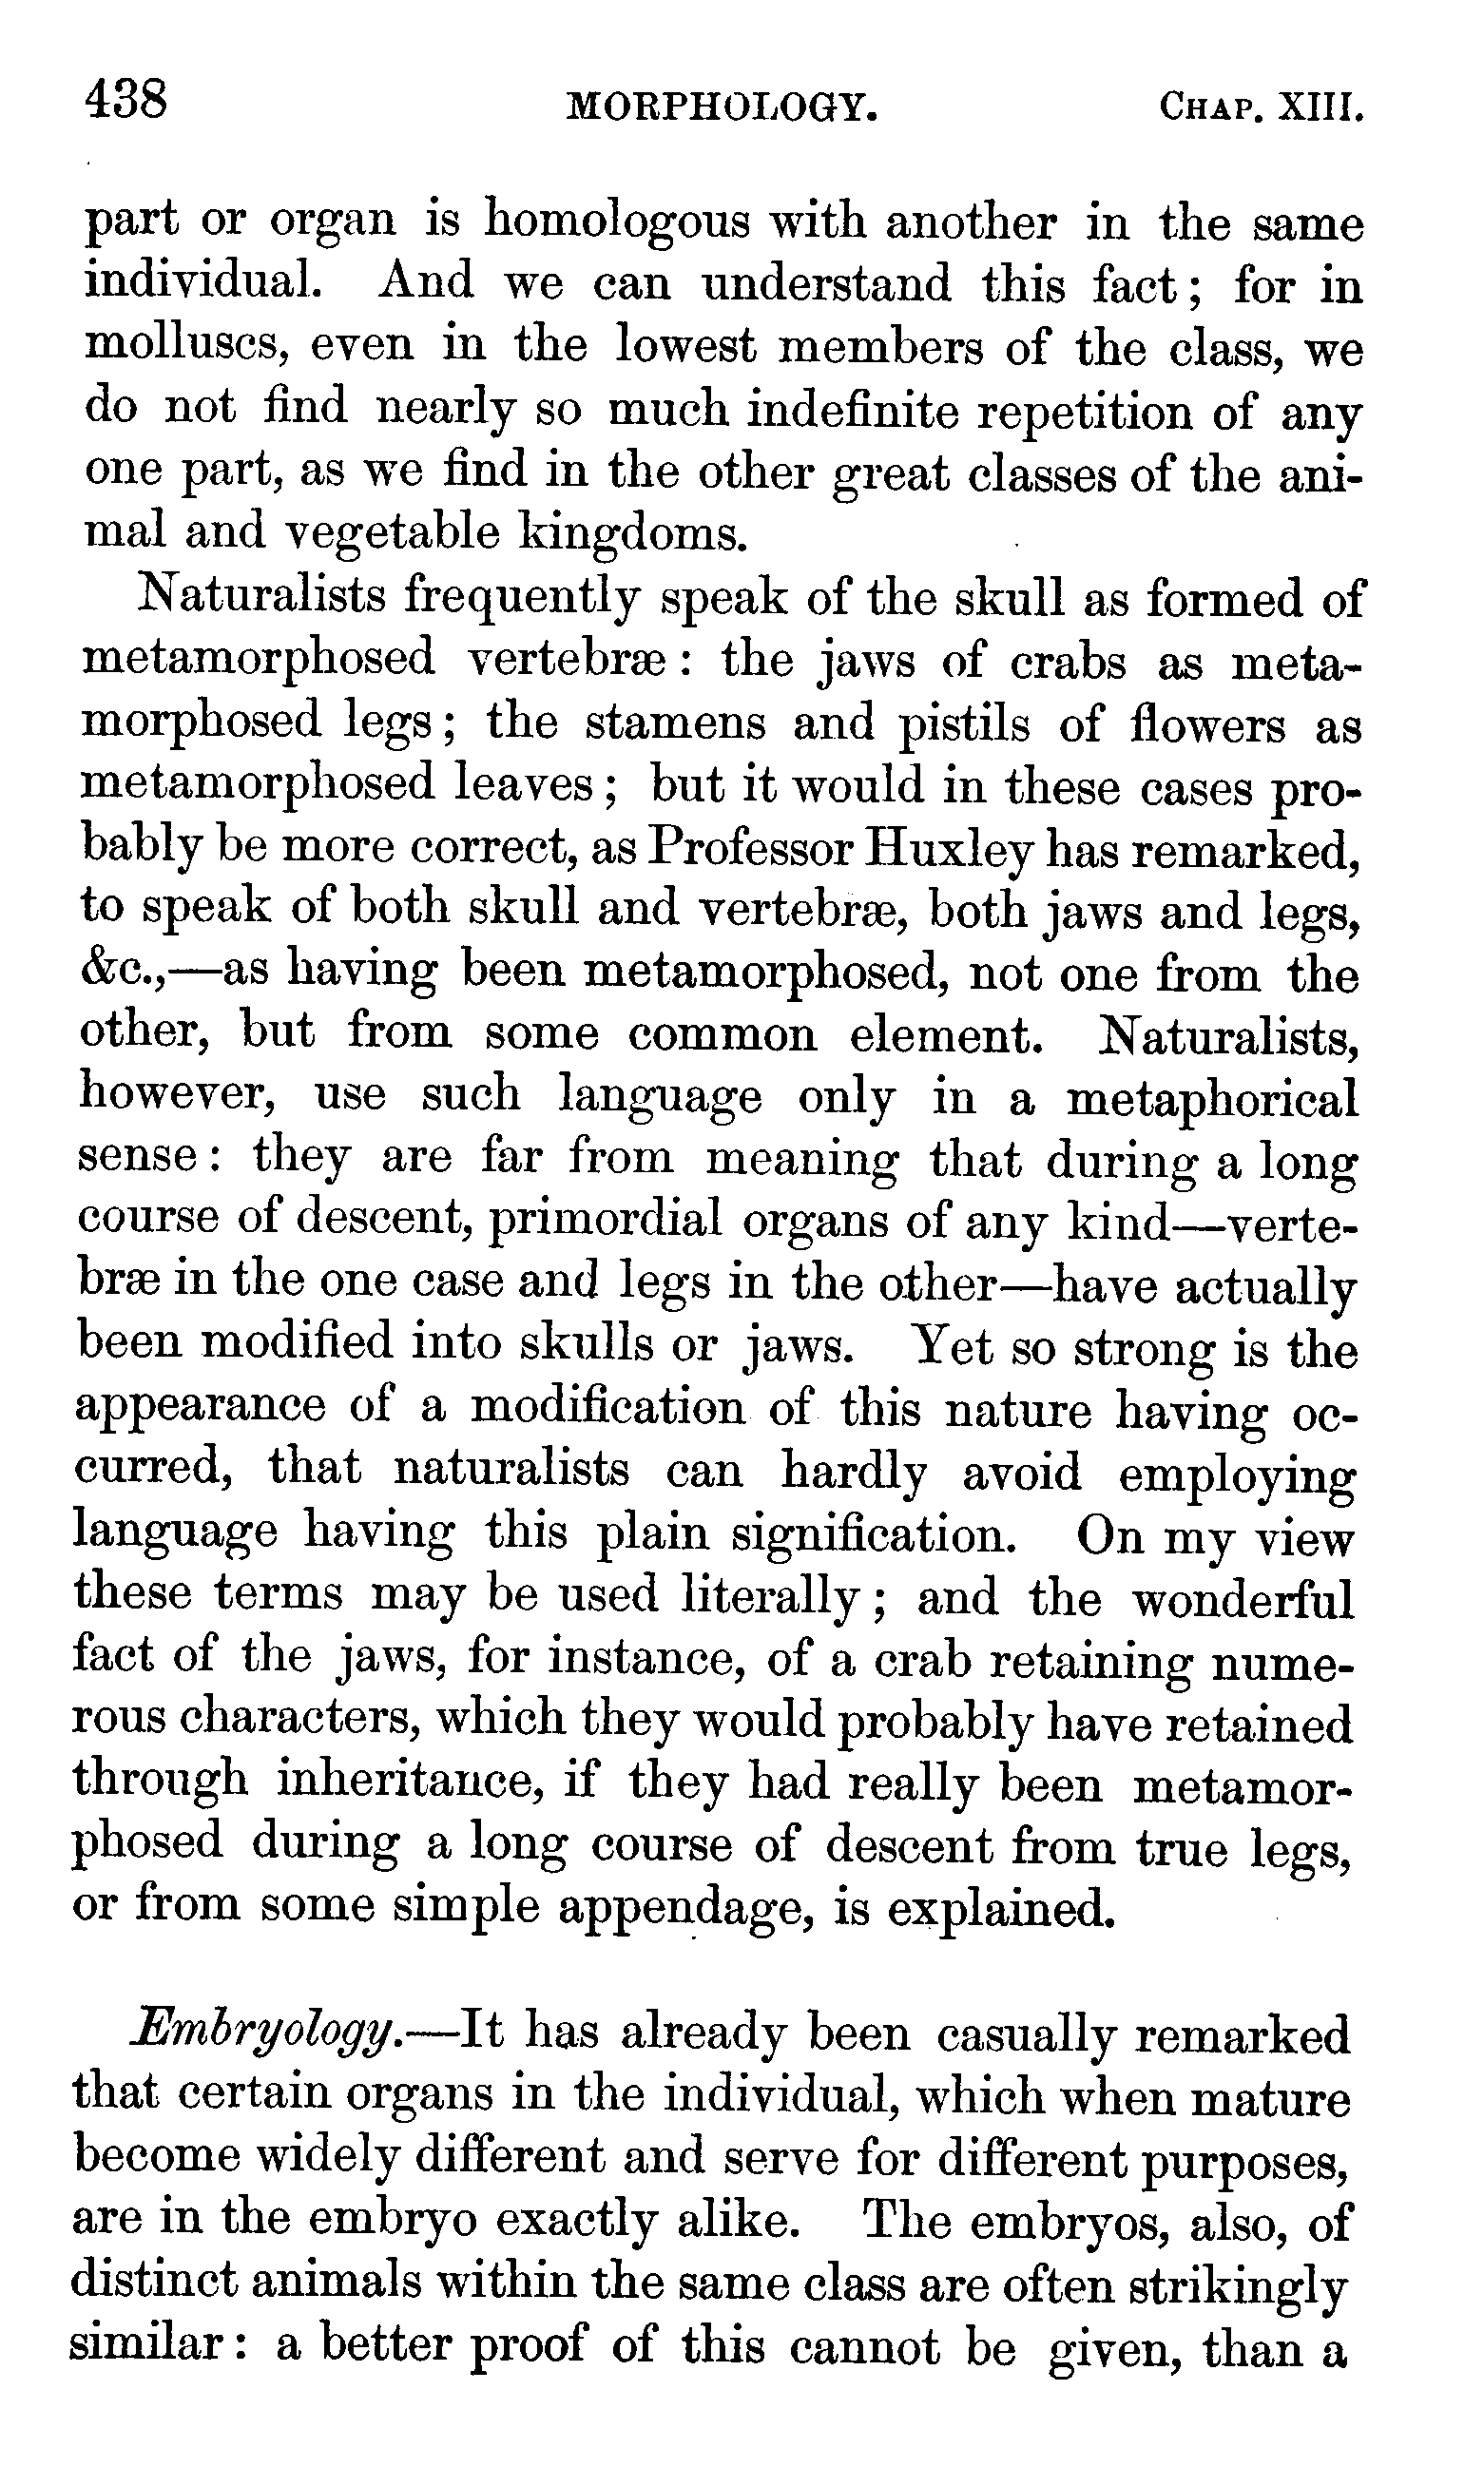 438 MORPHOLOGY. CHAP. XIII.
part or organ is homologous with another in the same
individual. And we can understand this fact; for in
molluscs, even in the lowest members of the class, we
do not find nearly so much indefinite repetition of any
one part, as we find in the other great classes of the ani-
mal and vegetable kingdoms.
Naturalists frequently speak of the skull as formed of
metamorphosed vertebræ: the jaws of crabs as meta-
morphosed legs; the stamens and pistils of flowers as
metamorphosed leaves; but it would in these cases pro-
bably be more correct, as Professor Huxley has remarked,
to speak of both skull and vertebræ, both jaws and legs,
&c.,—as having been metamorphosed, not one from the
other, but from some common element. Naturalists,
however, use such language only in a metaphorical
sense: they are far from meaning that during a long
course of descent, primordial organs of any kind—verte-
bræ in the one case and legs in the other—have actually
been modified into skulls or jaws. Yet so strong is the
appearance of a modification of this nature having oc-
curred, that naturalists can hardly avoid employing
language having this plain signification. On my view
these terms may be used literally; and the wonderful
fact of the jaws, for instance, of a crab retaining nume-
rous characters, which they would probably have retained
through inheritance, if they had really been metamor-
phosed during a long course of descent from true legs,
or from some simple appendage, is explained.
Embryology.—It has already been casually remarked
that certain organs in the individual, which when mature
become widely different and serve for different purposes,
are in the embryo exactly alike. The embryos, also, of
distinct animals within the same class are often strikingly
similar: a better proof of this cannot be given, than a